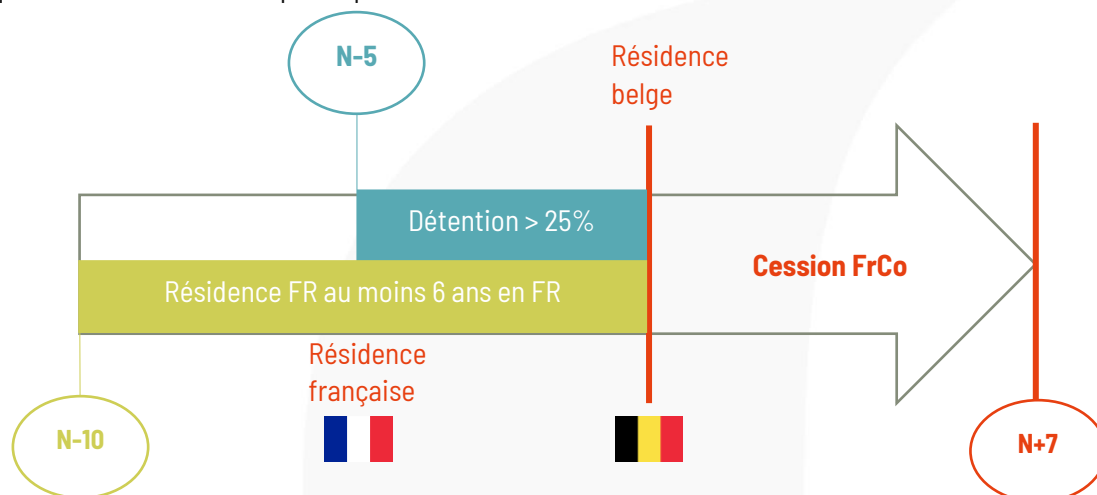 N-5
Résidence
belge
Détention > 25%
Cession FrCo
Résidence FR au moins 6 ans en FR
Résidence
française
N-10
N+7